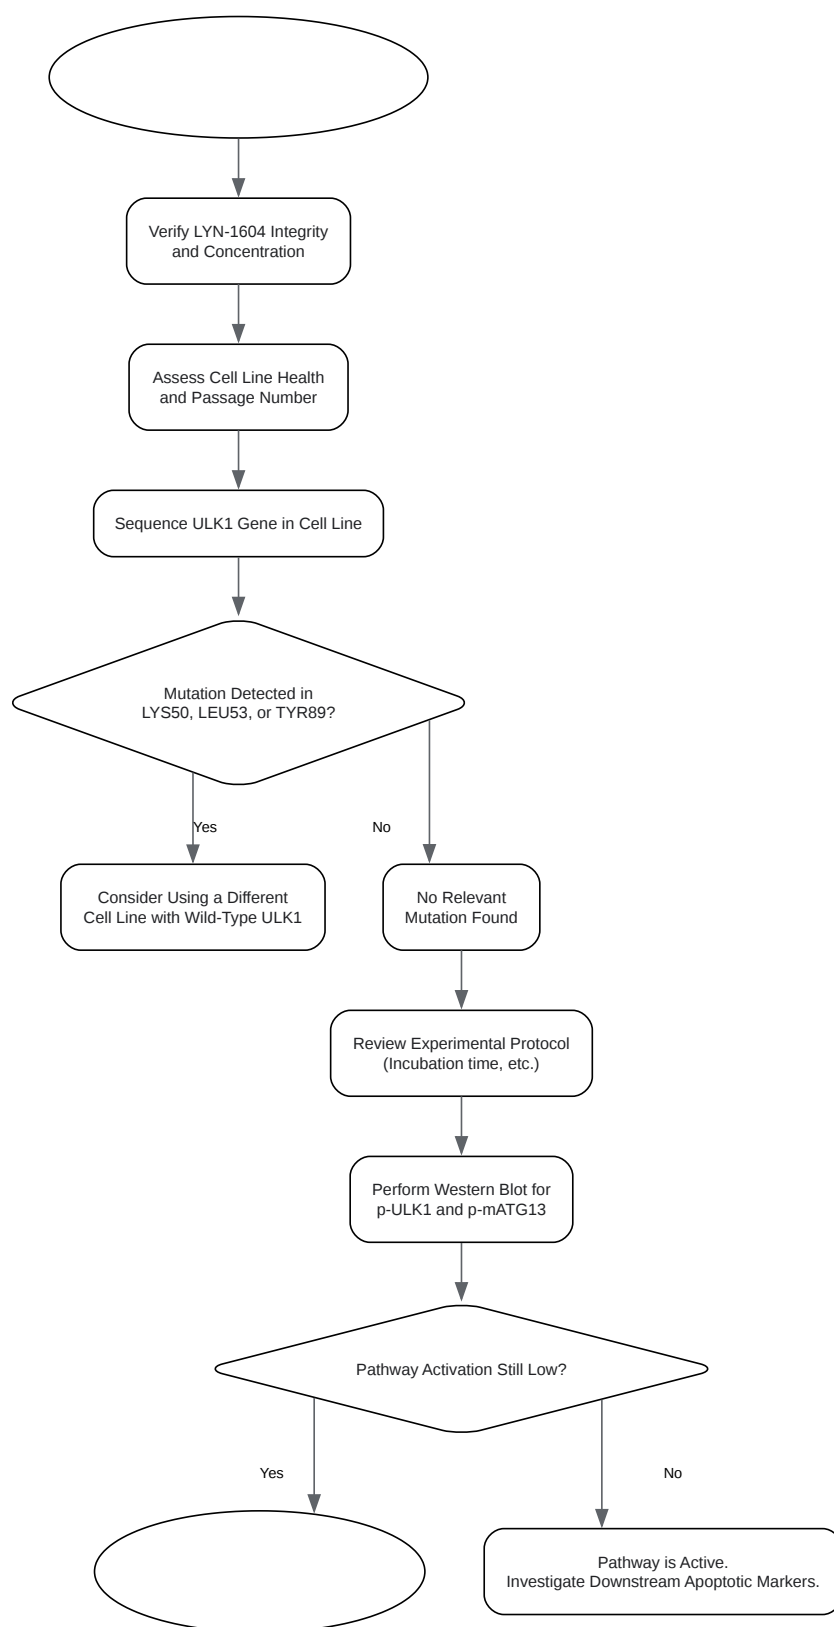 Verify LYN-1604 Integrity
and Concentration
Assess Cell Line Health
and Passage Number
Sequence ULK1 Gene in Cell Line
Mutation Detected in
LYS50, LEU53, or TYR89?
Yes
No
Consider Using a Different
Cell Line with Wild-Type ULK1
No Relevant
Mutation Found
Review Experimental Protocol
(Incubation time, etc.)
Perform Western Blot for
p-ULK1 and p-mATG13
Pathway Activation Still Low?
Yes
No
Pathway is Active.
Investigate Downstream Apoptotic Markers.